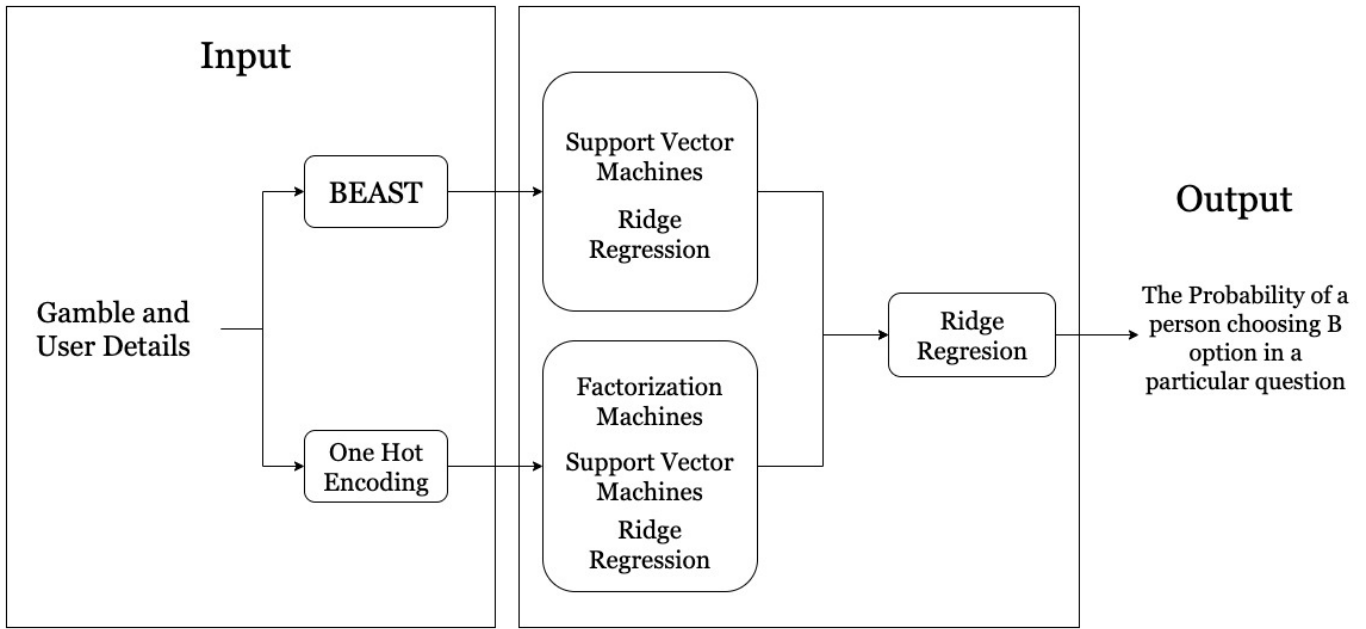 Input
Gamble and
User Details
BEAST
One Hot
Encoding
Support Vector
Machines
Ridge
Regression
Factorization
Machines
Support Vector
Machines
Ridge
Regression
Ridge
Regresion
Output
The Probability of a
person choosing B
option in a
particular question